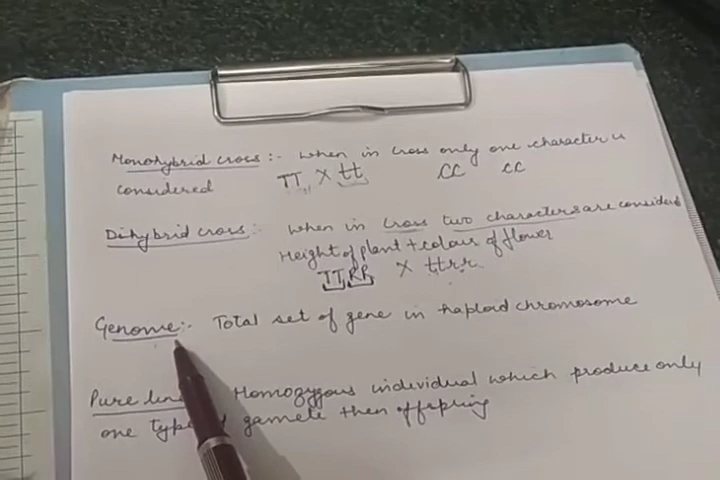 Monohybrid cross:- when in cross only one character is
considered TT X tt CC cc
Dihybrid cross:- when in cross two characters are considered
Height of plant + colour of flower
TTRR X ttrr
Genome:- Total set of gene in haploid chromosome
Pure line Homozygous individual which produce only
one type of gamete then offspring